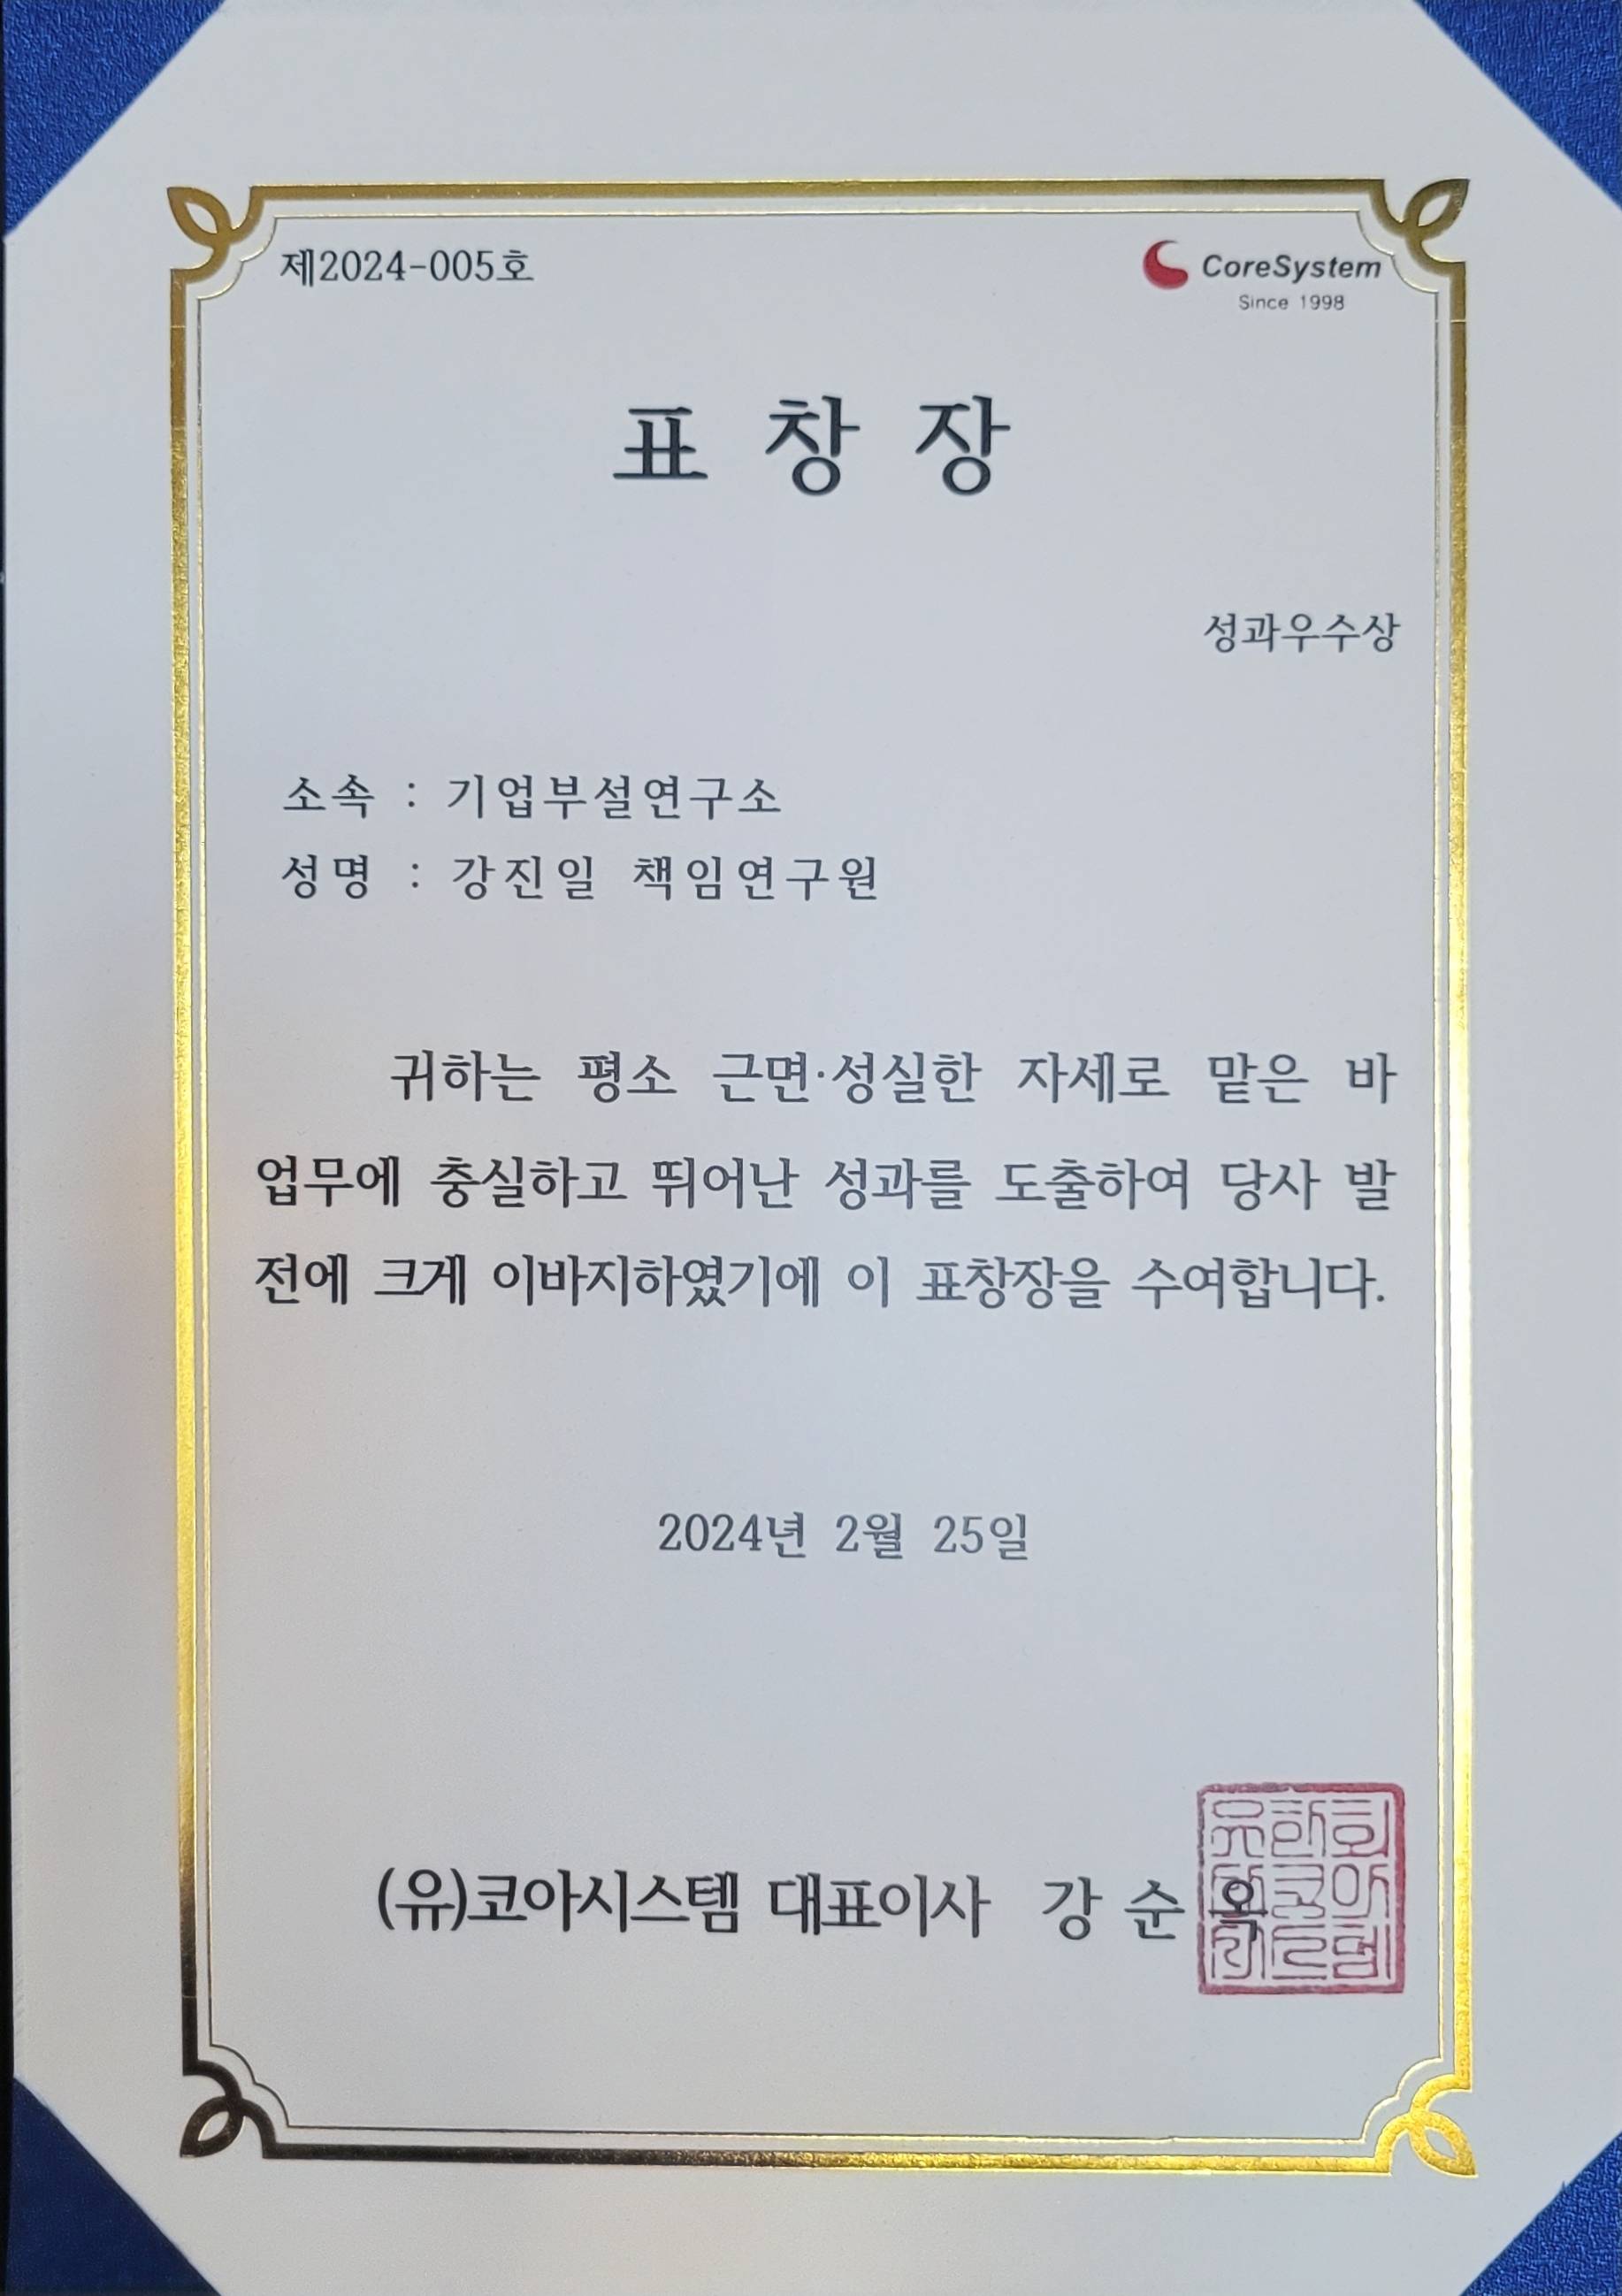 제2024-005호
CoreSystem
Since 1998
표 창 장
성과우수상
소속 : 기업부설연구소
성명 : 강진일 책임연구원
귀하는 평소 근면·성실한 자세로 맡은 바
업무에 충실하고 뛰어난 성과를 도출하여 당사 발
전에 크게 이바지하였기에 이 표창장을 수여합니다.
2024년 2월 25일
(유)코아시스템 대표이사 강 순 옥